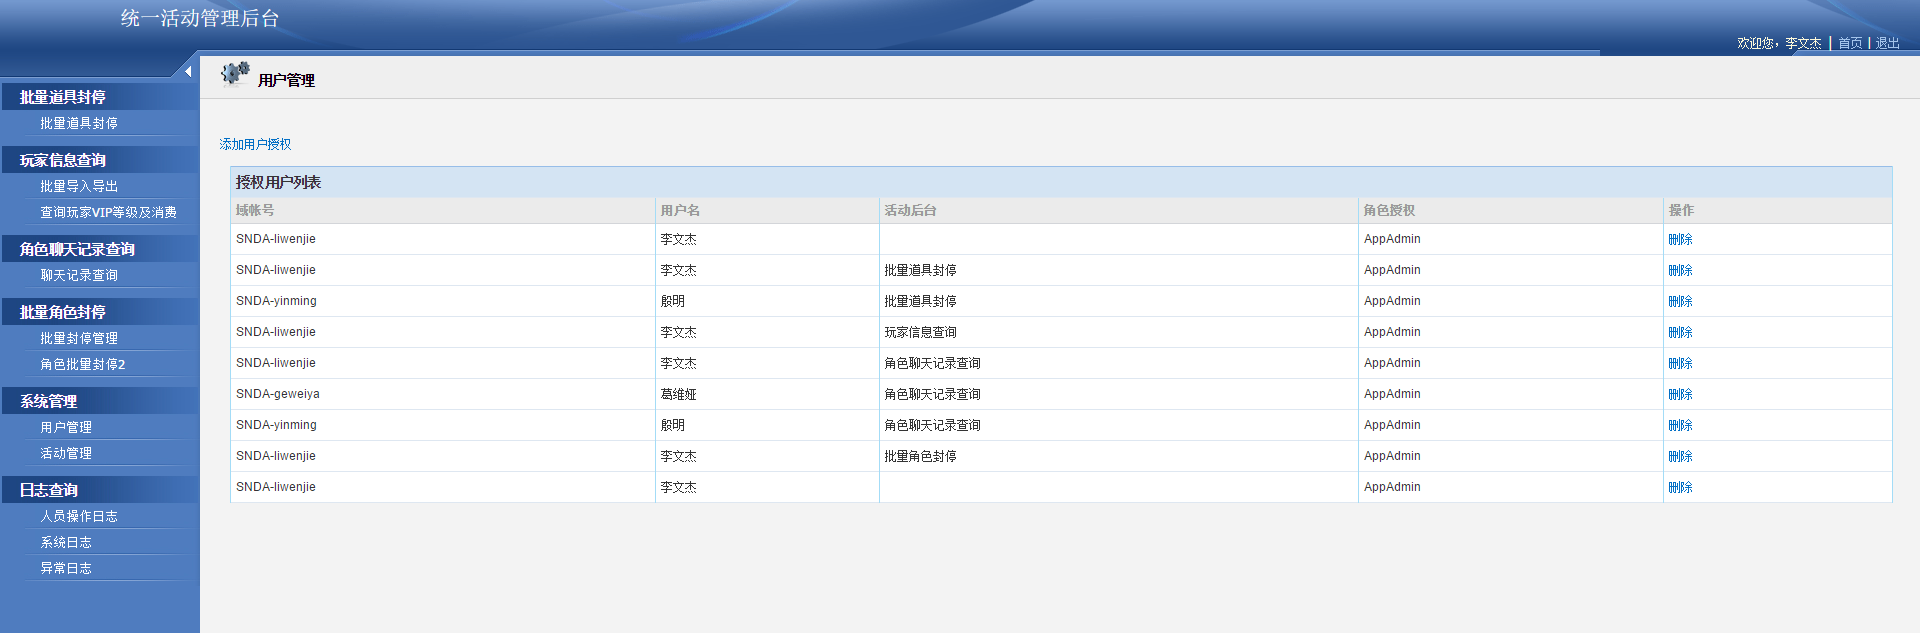 统一活动管理后台
欢迎您，李文杰 | 首页 | 退出
批量道具封停
批量道具封停
玩家信息查询
批量导入导出
查询玩家VIP等级及消费
角色聊天记录查询
聊天记录查询
批量角色封停
批量封停管理
角色批量封停2
系统管理
用户管理
活动管理
日志查询
人员操作日志
系统日志
异常日志
用户管理
添加用户授权
授权用户列表
域帐号 用户名 活动后台 角色授权 操作
SNDA-liwenjie 李文杰 AppAdmin 删除
SNDA-liwenjie 李文杰 批量道具封停 AppAdmin 删除
SNDA-yinming 殷明 批量道具封停 AppAdmin 删除
SNDA-liwenjie 李文杰 玩家信息查询 AppAdmin 删除
SNDA-liwenjie 李文杰 角色聊天记录查询 AppAdmin 删除
SNDA-geweiya 葛维娅 角色聊天记录查询 AppAdmin 删除
SNDA-yinming 殷明 角色聊天记录查询 AppAdmin 删除
SNDA-liwenjie 李文杰 批量角色封停 AppAdmin 删除
SNDA-liwenjie 李文杰 AppAdmin 删除